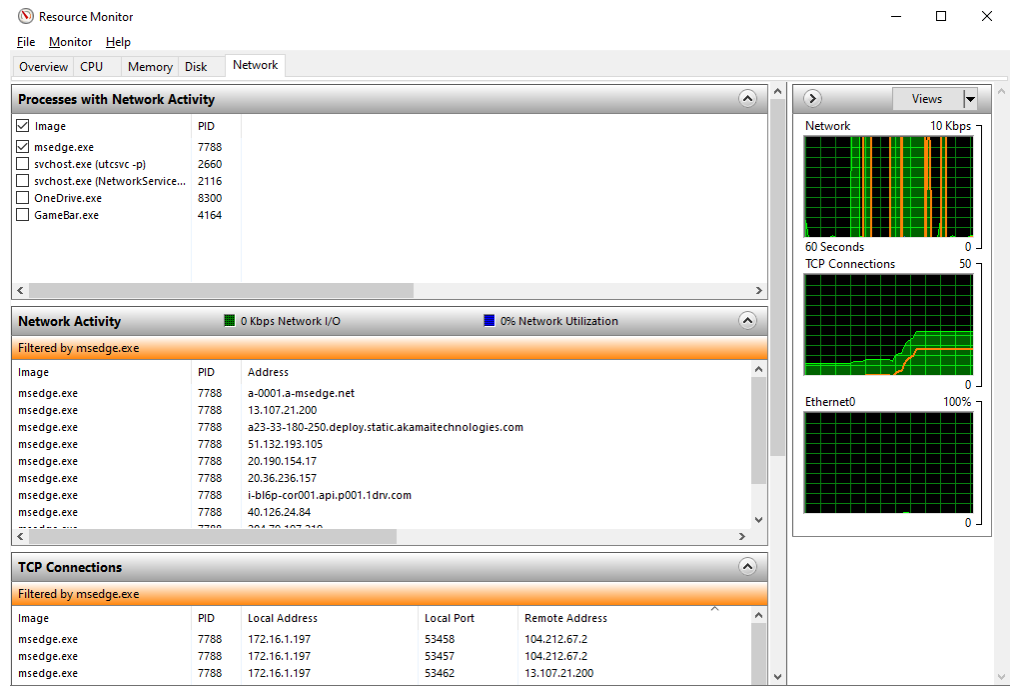 Resource Monitor
File Monitor Help
Overview CPU Memory Disk Network
Processes with Network Activity
Image PID
msedge.exe 7788
svchost.exe (utcsvc -p) 2660
svchost.exe (NetworkService... 2116
OneDrive.exe 8300
GameBar.exe 4164
Network Activity 0 Kbps Network I/O 0% Network Utilization
Filtered by msedge.exe
Image PID Address
msedge.exe 7788 a-0001.a-msedge.net
msedge.exe 7788 13.107.21.200
msedge.exe 7788 a23-33-180-250.deploy.static.akamaitechnologies.com
msedge.exe 7788 51.132.193.105
msedge.exe 7788 20.190.154.17
msedge.exe 7788 20.36.236.157
msedge.exe 7788 i-bl6p-cor001.api.p001.1drv.com
msedge.exe 7788 40.126.24.84
TCP Connections
Filtered by msedge.exe
Image PID Local Address Local Port Remote Address
msedge.exe 7788 172.16.1.197 53458 104.212.67.2
msedge.exe 7788 172.16.1.197 53457 104.212.67.2
msedge.exe 7788 172.16.1.197 53462 13.107.21.200
Views
Network 10 Kbps
60 Seconds 0
TCP Connections 50
0
Ethernet0 100%
0